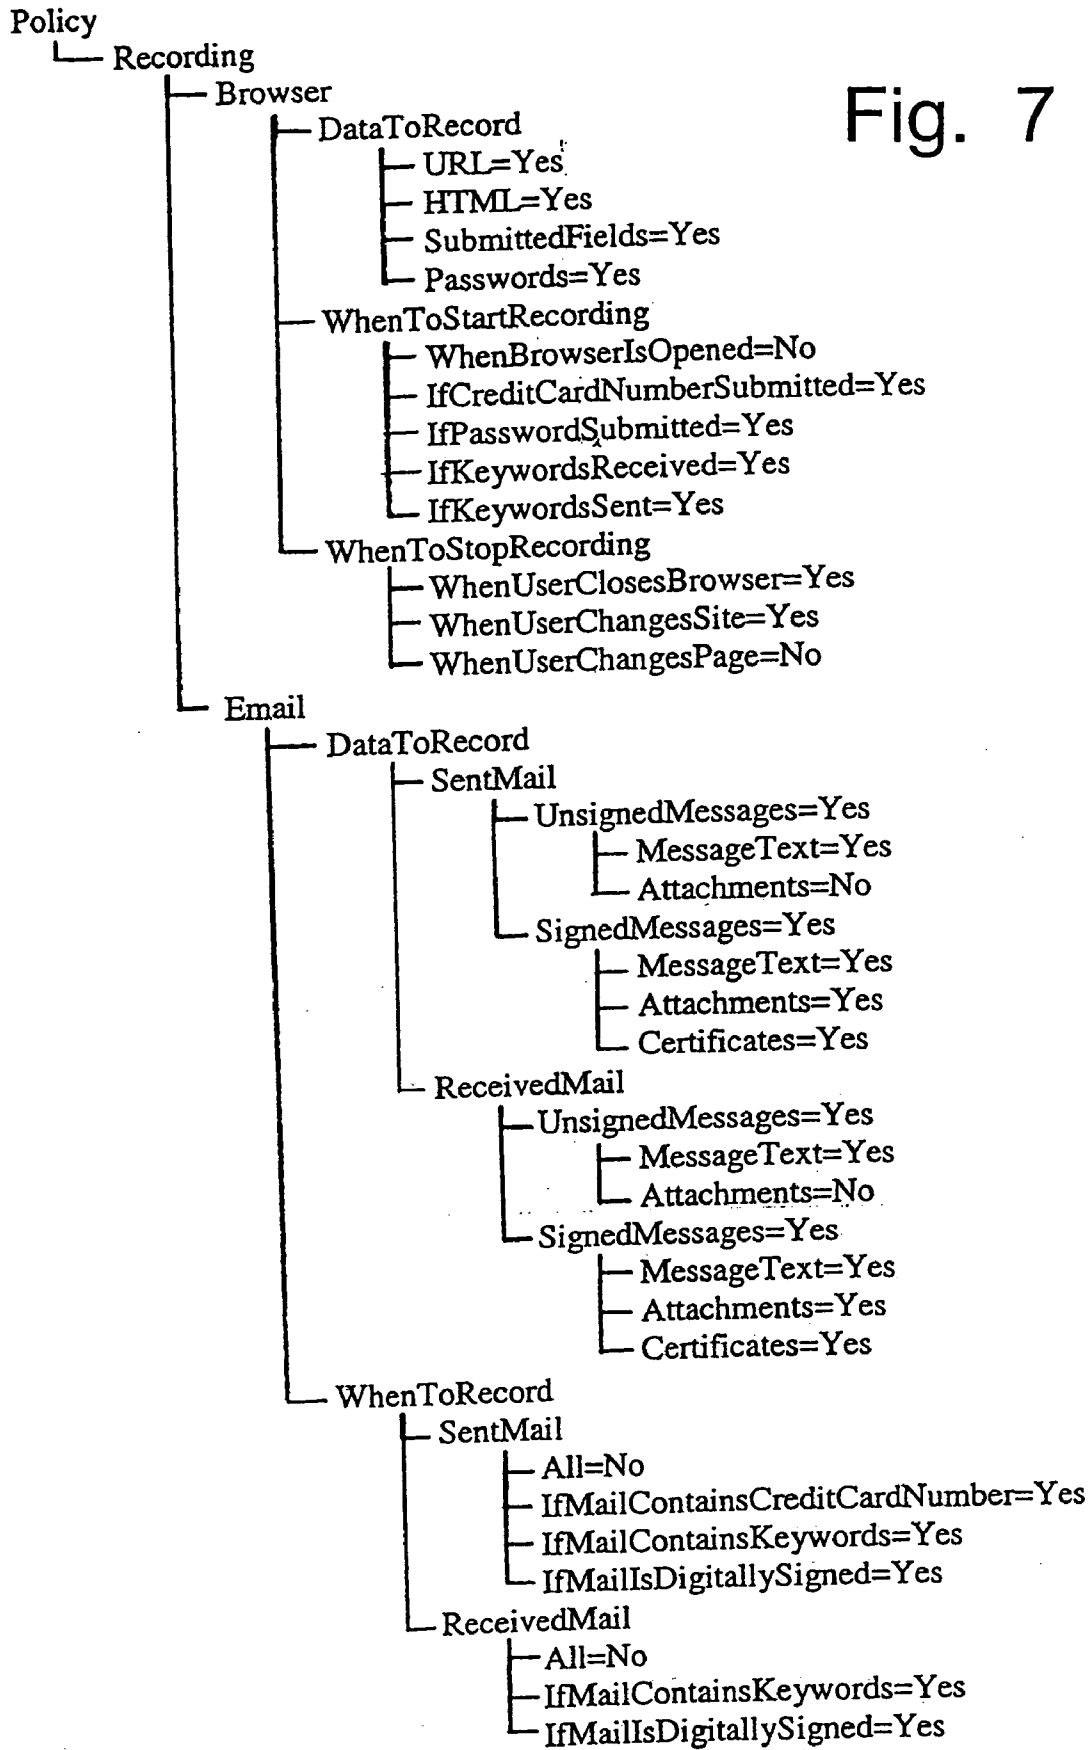 Policy
Recording
Browser
Fig. 7
DataToRecord
URL=Yes
HTML=Yes
SubmittedFields=Yes
Passwords=Yes
WhenToStartRecording
WhenBrowserIsOpened=No
IfCreditCardNumberSubmitted=Yes
IfPasswordSubmitted=Yes
IfKeywordsReceived=Yes
IfKeywordsSent=Yes
WhenToStopRecording
WhenUserClosesBrowser=Yes
WhenUserChangesSite=Yes
WhenUserChangesPage=No
Email
DataToRecord
SentMail
UnsignedMessages=Yes
MessageText=Yes
Attachments=No
SignedMessages=Yes
MessageText=Yes
Attachments=Yes
Certificates=Yes
ReceivedMail
UnsignedMessages=Yes
MessageText=Yes
Attachments=No
SignedMessages=Yes
MessageText=Yes
Attachments=Yes
Certificates=Yes
WhenToRecord
SentMail
All=No
IfMailContainsCreditCardNumber=Yes
IfMailContainsKeywords=Yes
IfMailIsDigitallySigned=Yes
ReceivedMail
All=No
IfMailContainsKeywords=Yes
IfMailIsDigitallySigned=Yes